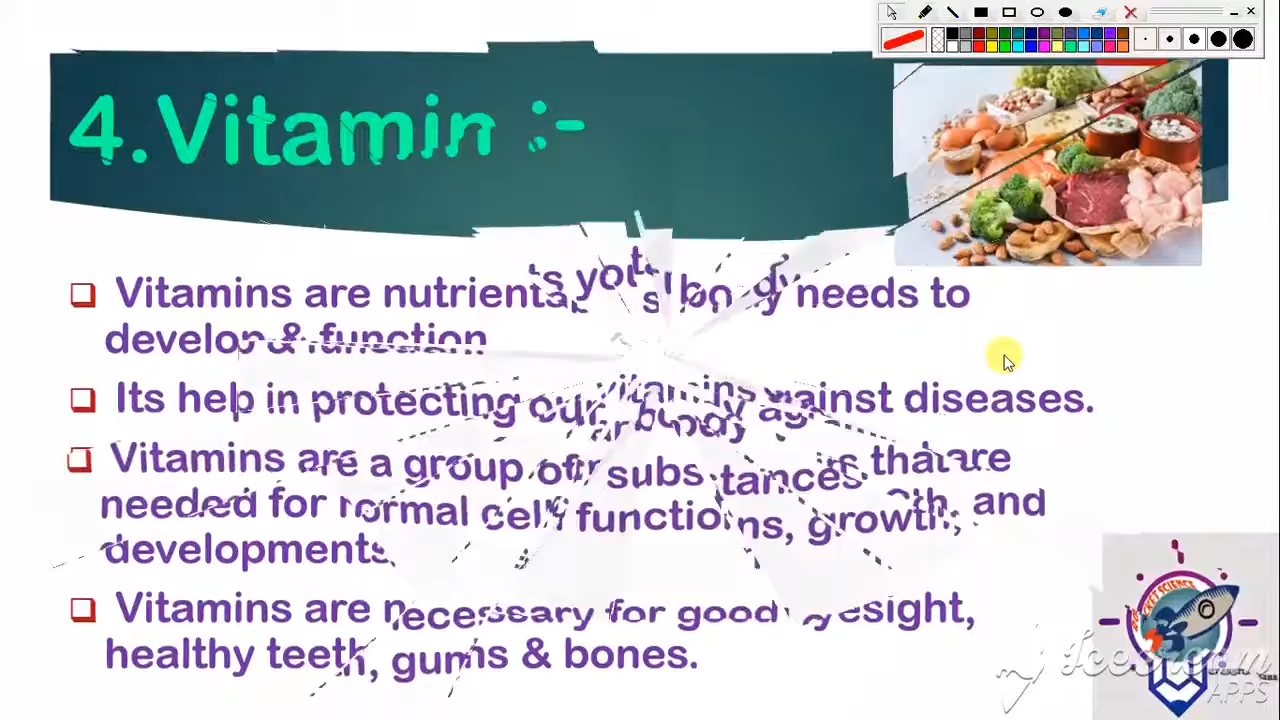 4.Vitamin :-
❑ Vitamins are nutrients your body needs to
develop & function
❑ Its help in protecting our body against diseases.
❑ Vitamins are a group of substances that are
needed for normal cell functions, growth, and
developments
❑ Vitamins are necessary for good eyesight,
healthy teeth, gums & bones.
APPS